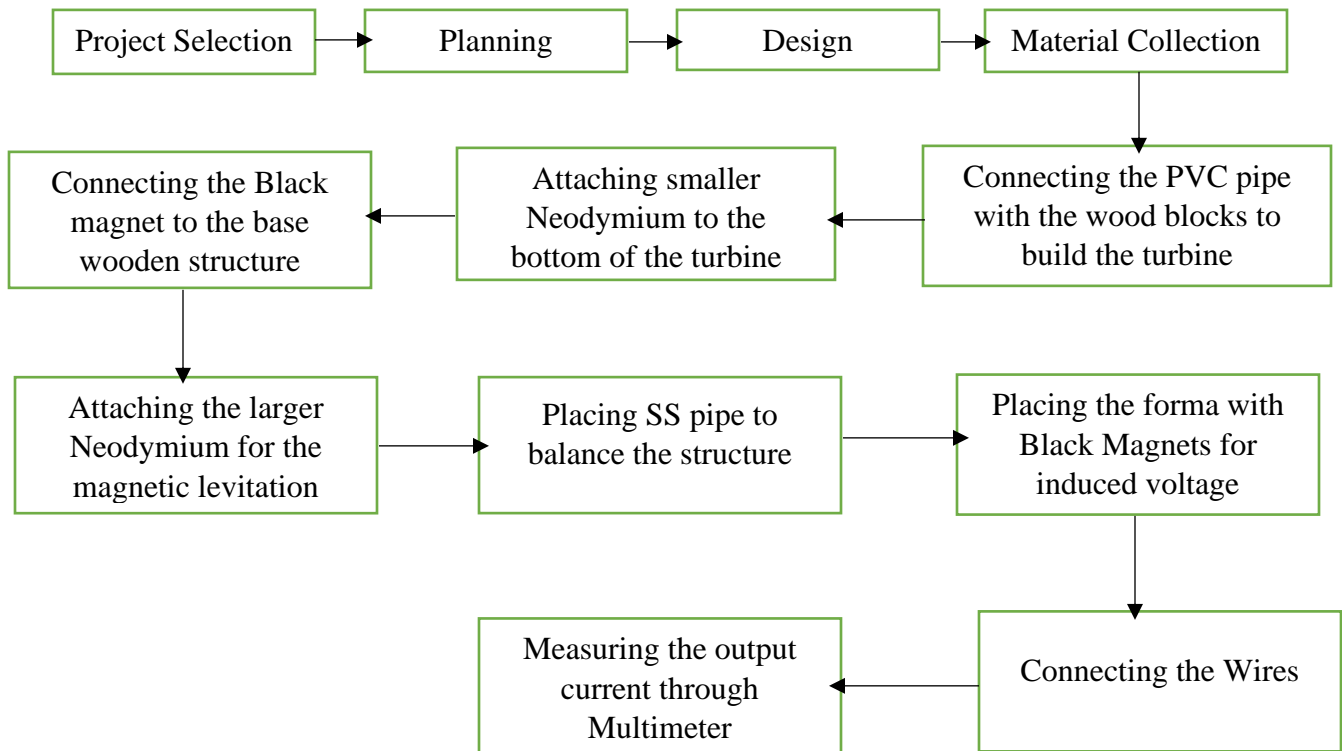 Project Selection
Planning
Design
Material Collection
Connecting the PVC pipe
with the wood blocks to
build the turbine
Attaching smaller
Neodymium to the
bottom of the turbine
Connecting the Black
magnet to the base
wooden structure
Attaching the larger
Neodymium for the
magnetic levitation
Placing SS pipe to
balance the structure
Placing the forma with
Black Magnets for
induced voltage
Connecting the Wires
Measuring the output
current through
Multimeter